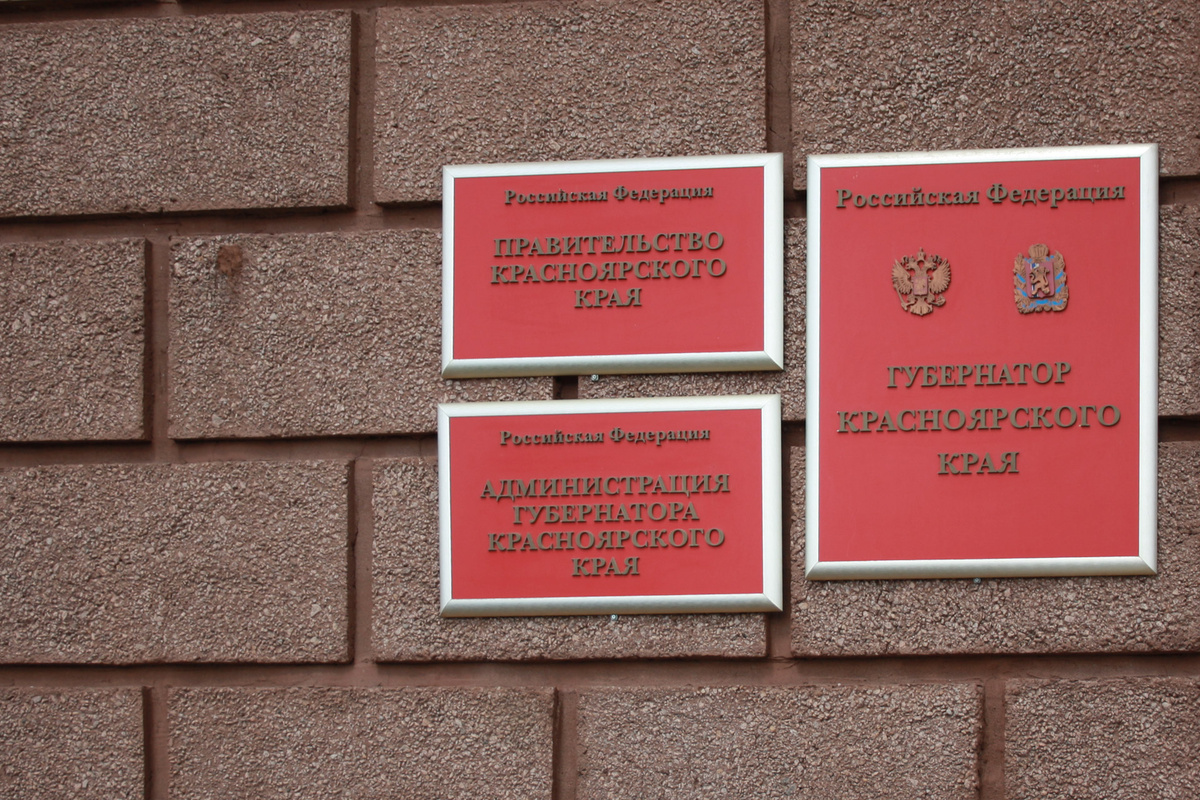 Российская Федерация
ПРАВИТЕЛЬСТВО
КРАСНОЯРСКОГО
КРАЯ
Российская Федерация
АДМИНИСТРАЦИЯ
ГУБЕРНАТОРА
КРАСНОЯРСКОГО
КРАЯ
Российская Федерация
ГУБЕРНАТОР
КРАСНОЯРСКОГО
КРАЯ